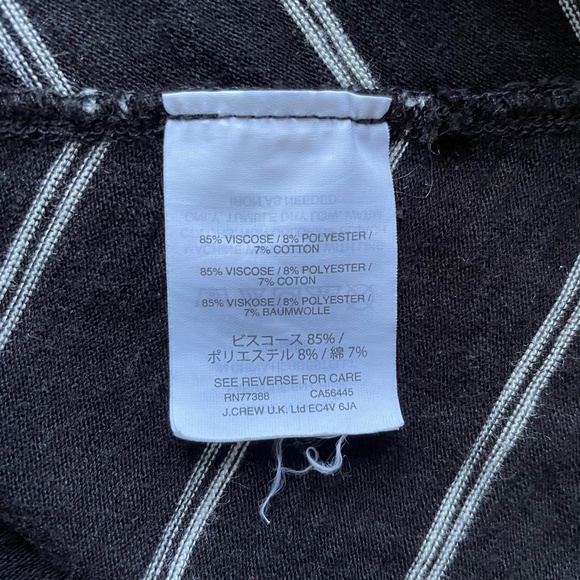 85% VISCOSE / 8% POLYESTER /
7% COTTON
85% VISCOSE / 8% POLYESTER /
7% COTON
85% VISKOSE / 8% POLYESTER /
7% BAUMWOLLE
ビスコース 85% /
ポリエステル 8% / 綿 7%
SEE REVERSE FOR CARE
RN77388 CA56445
J.CREW U.K. Ltd EC4V 6JA